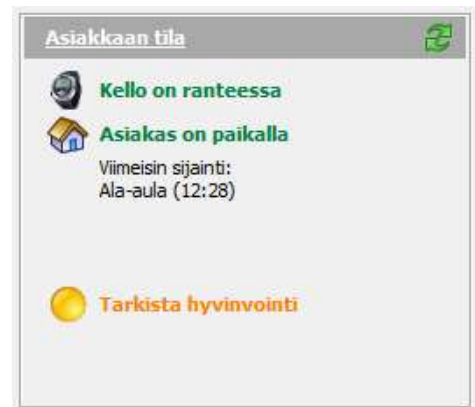 Asiakkaan tila
Kello on ranteessa
Asiakas on paikalla
Viimeisin sijainti:
Ala-aula (12:28)
Tarkista hyvinvointi